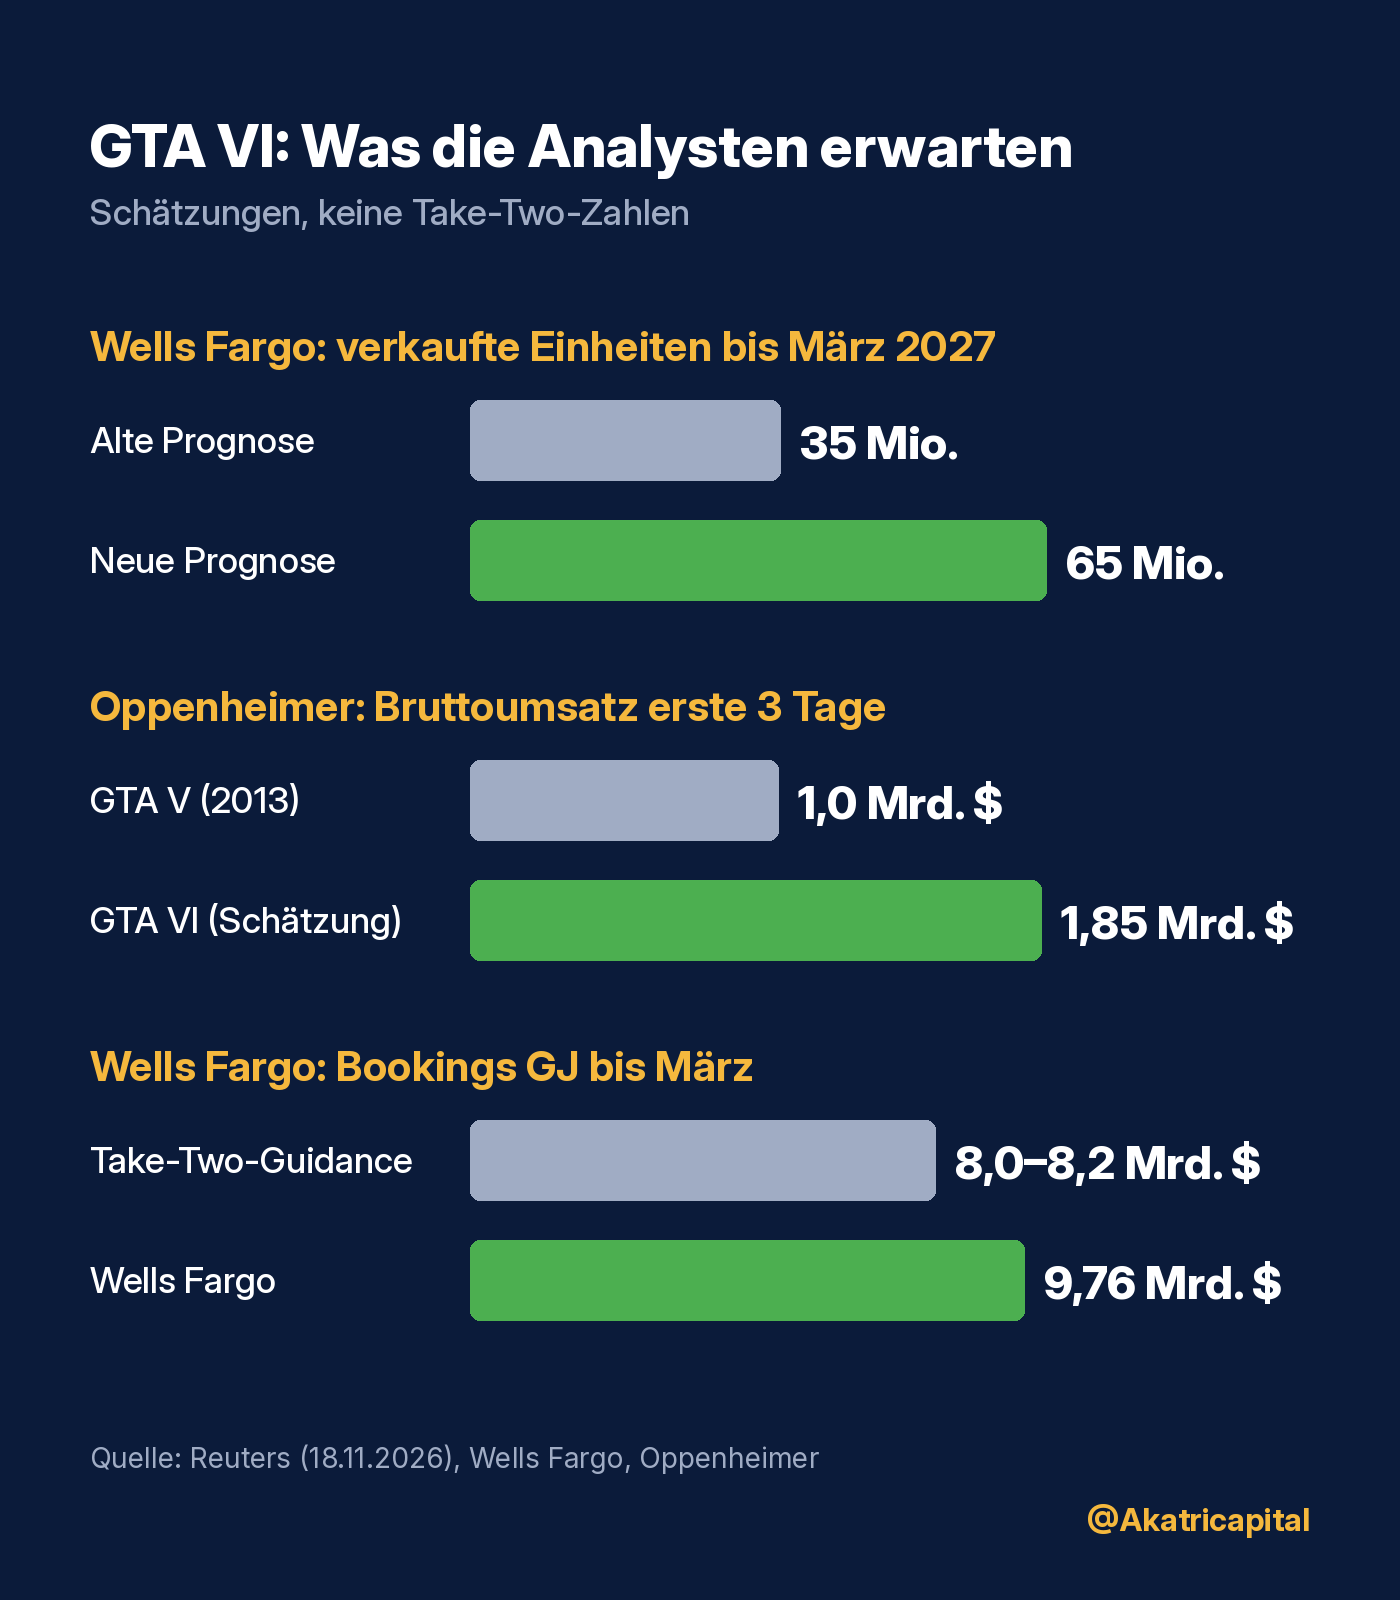 GTA VI: Was die Analysten erwarten
Schätzungen, keine Take-Two-Zahlen
Wells Fargo: verkaufte Einheiten bis März 2027
Alte Prognose 35 Mio.
Neue Prognose 65 Mio.
Oppenheimer: Bruttoumsatz erste 3 Tage
GTA V (2013) 1,0 Mrd. $
GTA VI (Schätzung) 1,85 Mrd. $
Wells Fargo: Bookings GJ bis März
Take-Two-Guidance 8,0–8,2 Mrd. $
Wells Fargo 9,76 Mrd. $
Quelle: Reuters (18.11.2026), Wells Fargo, Oppenheimer
@Akatricapital